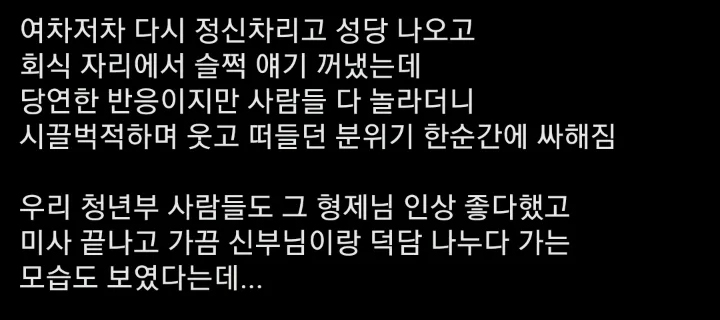 여차저차 다시 정신차리고 성당 나오고
회식 자리에서 슬쩍 얘기 꺼냈는데
당연한 반응이지만 사람들 다 놀라더니
시끌벅적하며 웃고 떠들던 분위기 한순간에 싸해짐
우리 청년부 사람들도 그 형제님 인상 좋다했고
미사 끝나고 가끔 신부님이랑 덕담 나누다 가는
모습도 보였다는데...